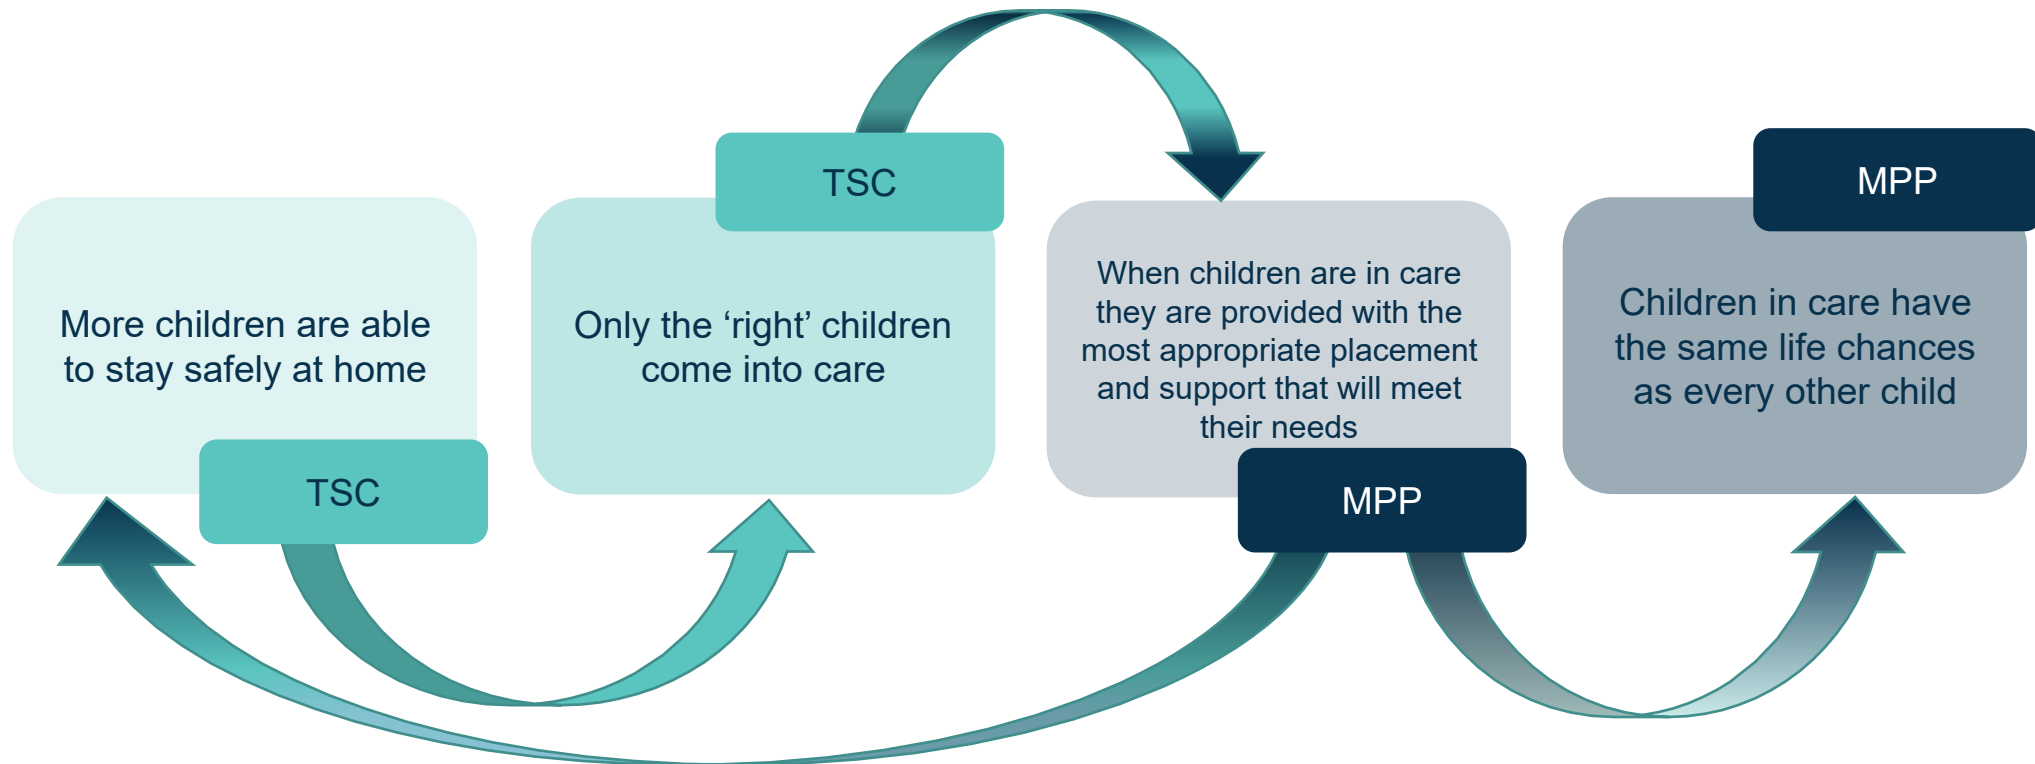 More children are able
to stay safely at home
TSC
TSC
Only the ‘right’ children
come into care
When children are in care
they are provided with the
most appropriate placement
and support that will meet
their needs
MPP
MPP
Children in care have
the same life chances
as every other child